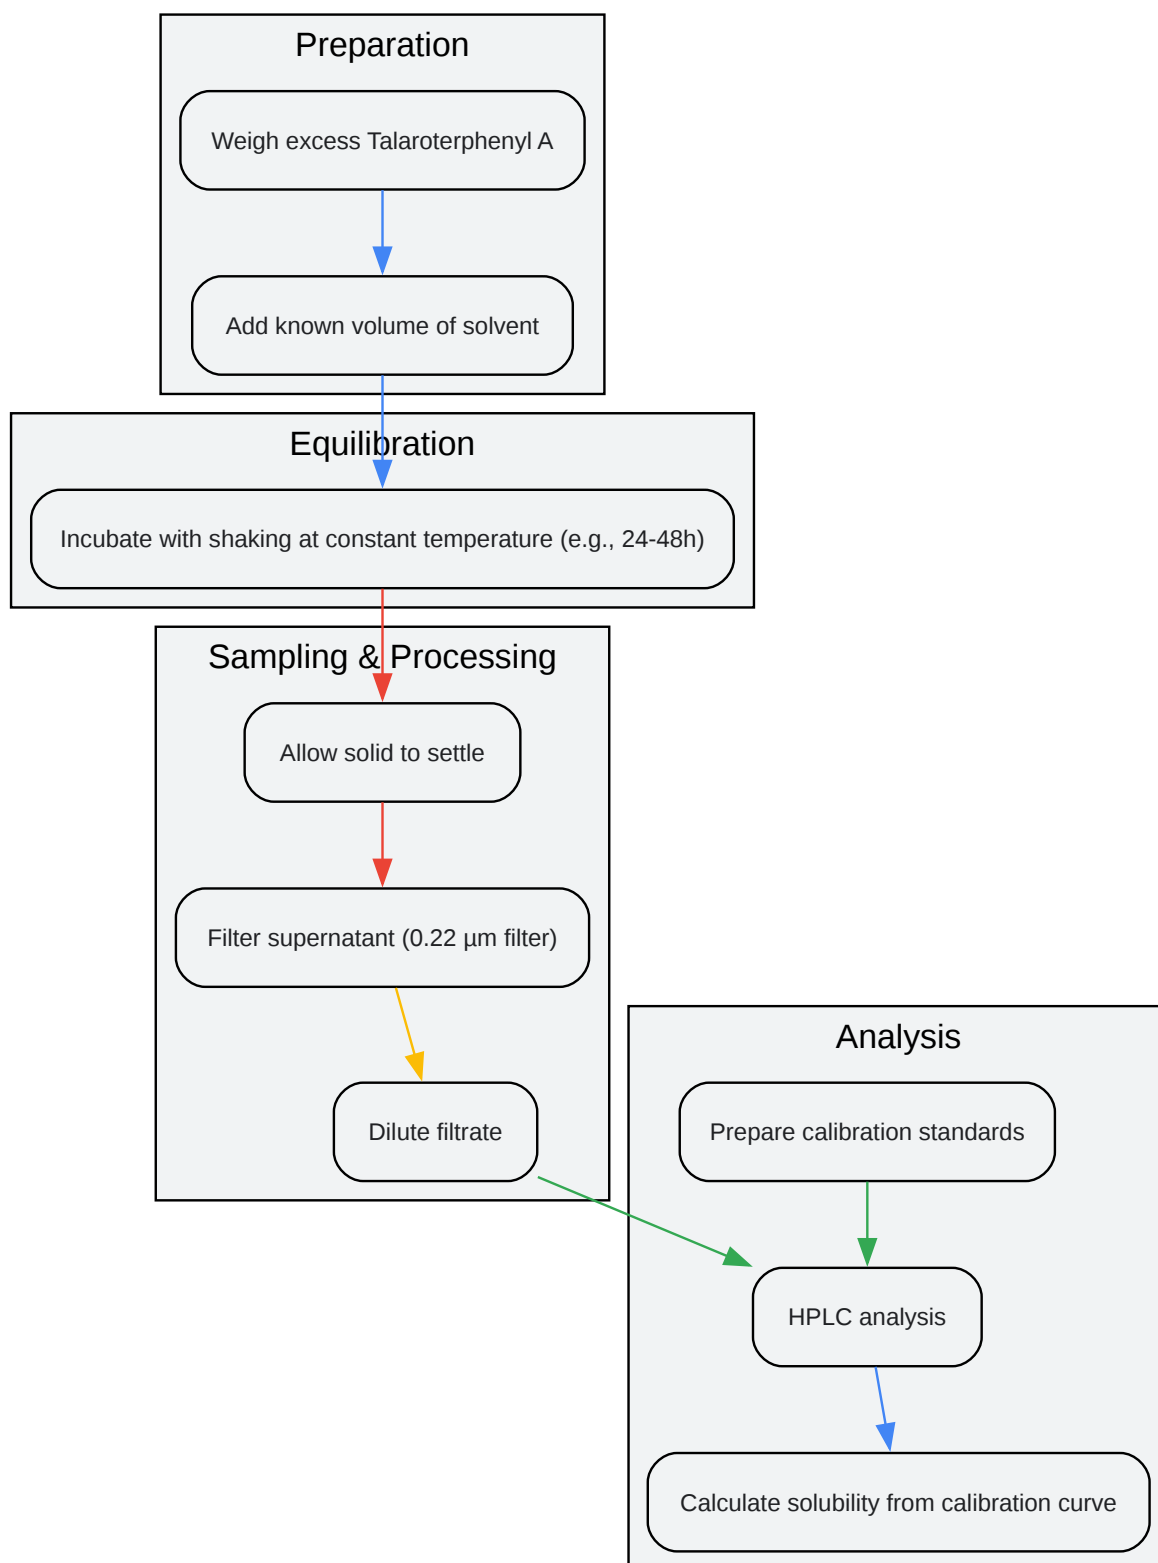 Preparation
Weigh excess Talaroterphenyl A
Add known volume of solvent
Equilibration
Incubate with shaking at constant temperature (e.g., 24-48h)
Sampling & Processing
Allow solid to settle
Filter supernatant (0.22 µm filter)
Dilute filtrate
Analysis
Prepare calibration standards
HPLC analysis
Calculate solubility from calibration curve